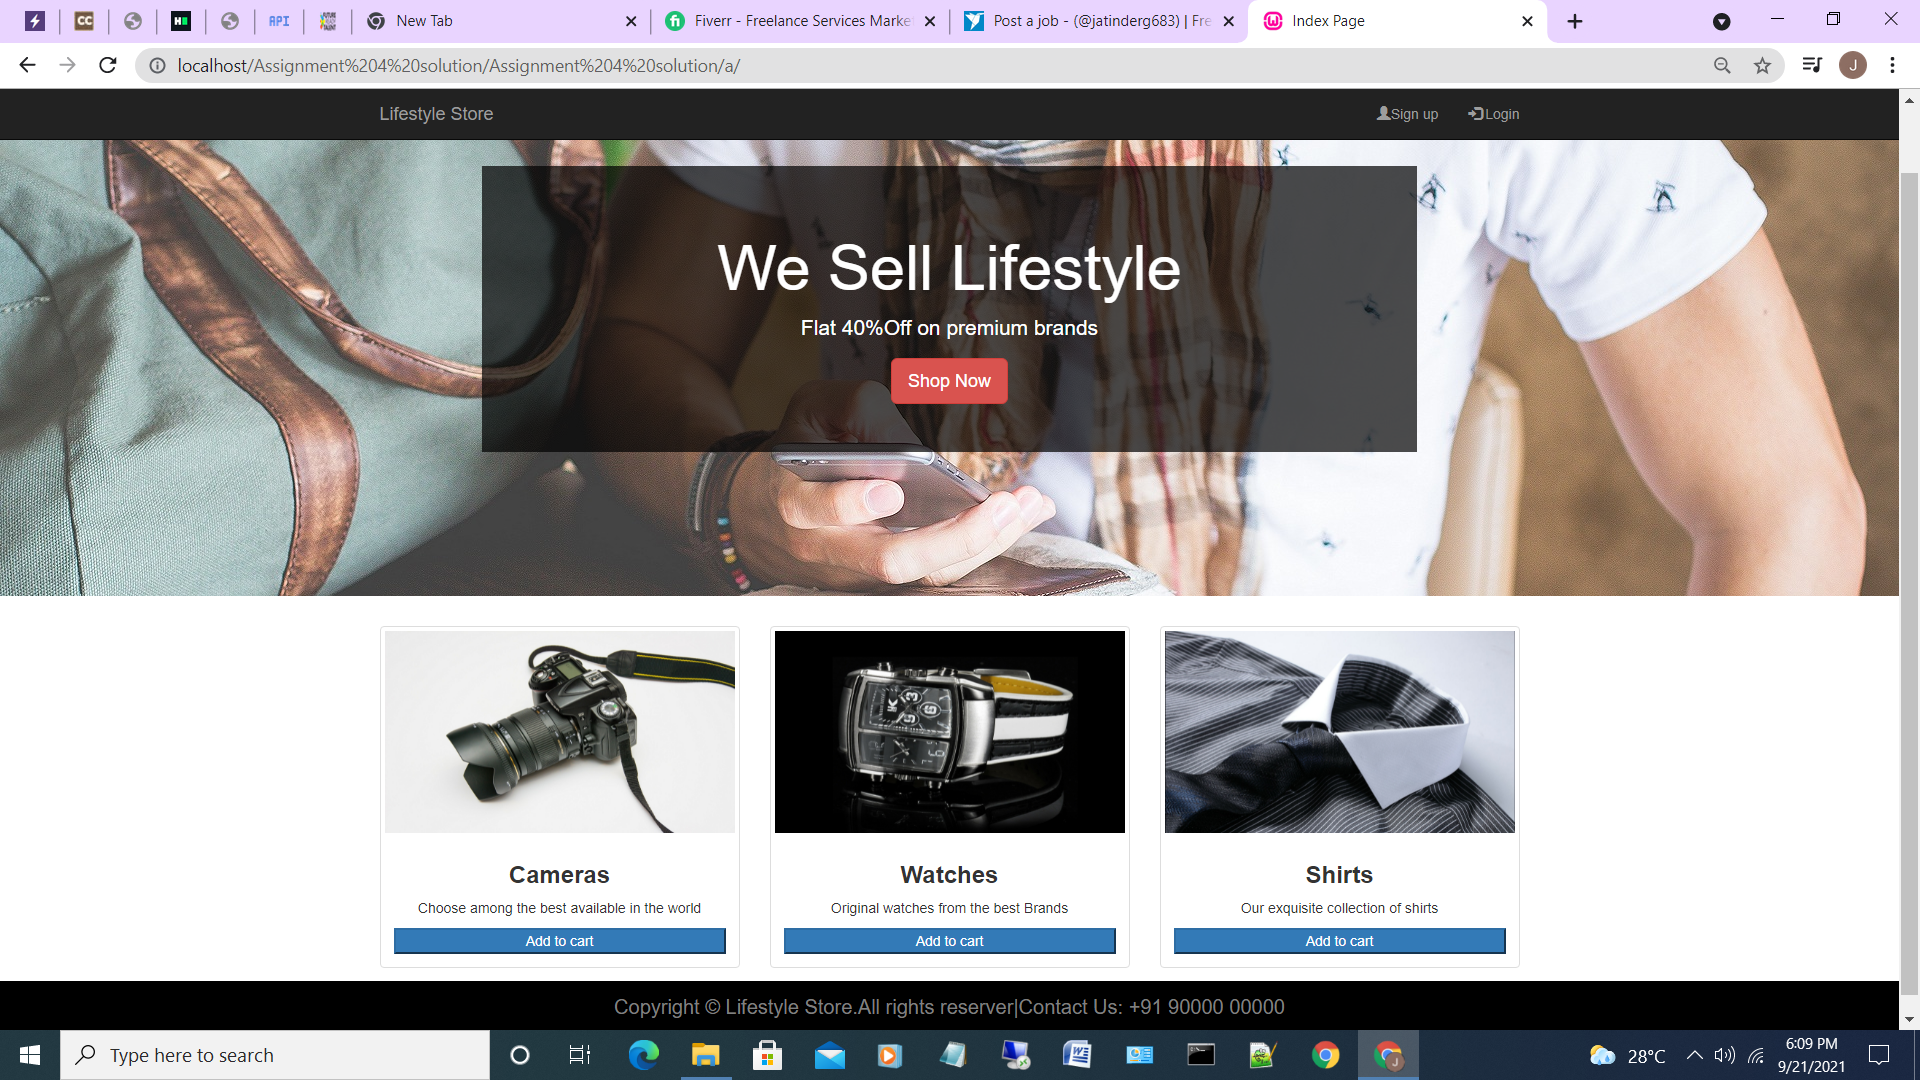 CC
H
API
New Tab
Fiverr - Freelance Services Marke
Post a job - (@jatinderg683) | Fre
Index Page
localhost/Assignment%204%20solution/Assignment%204%20solution/a/
J
Lifestyle Store
Sign up
Login
We Sell Lifestyle
Flat 40%Off on premium brands
Shop Now
Cameras
Watches
Shirts
Choose among the best available in the world
Original watches from the best Brands
Our exquisite collection of shirts
Add to cart
Add to cart
Add to cart
Copyright © Lifestyle Store.All rights reserver|Contact Us: +91 90000 00000
Type here to search
28°C
6:09 PM
9/21/2021